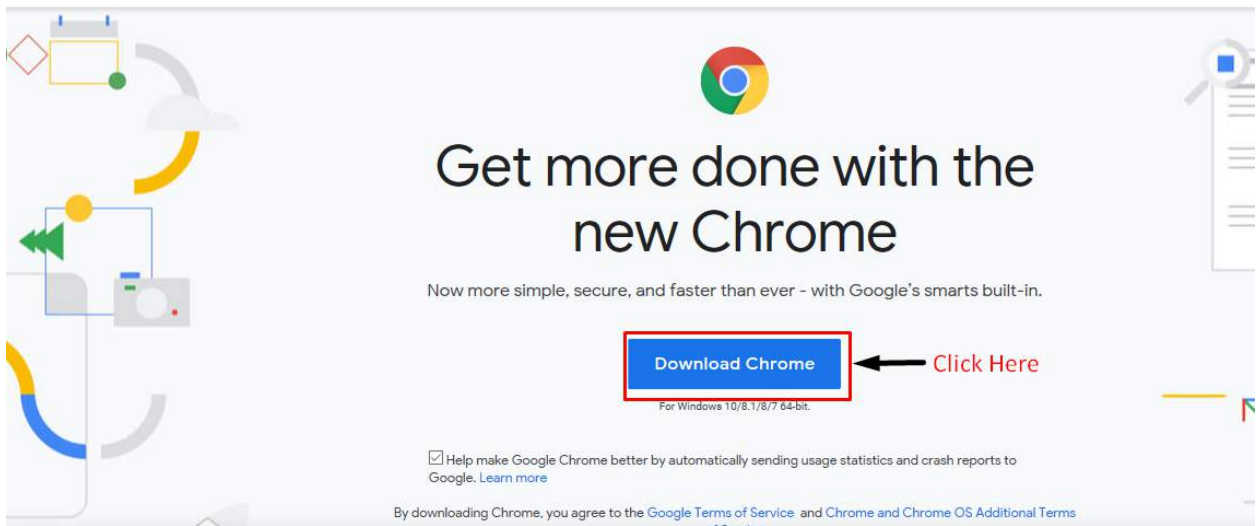 Get more done with the
new Chrome
Now more simple, secure, and faster than ever - with Google's smarts built-in.
Download Chrome
Click Here
For Windows 10/8.1/8/7 64-bit.
Help make Google Chrome better by automatically sending usage statistics and crash reports to
Google. Learn more
By downloading Chrome, you agree to the Google Terms of Service and Chrome and Chrome OS Additional Terms